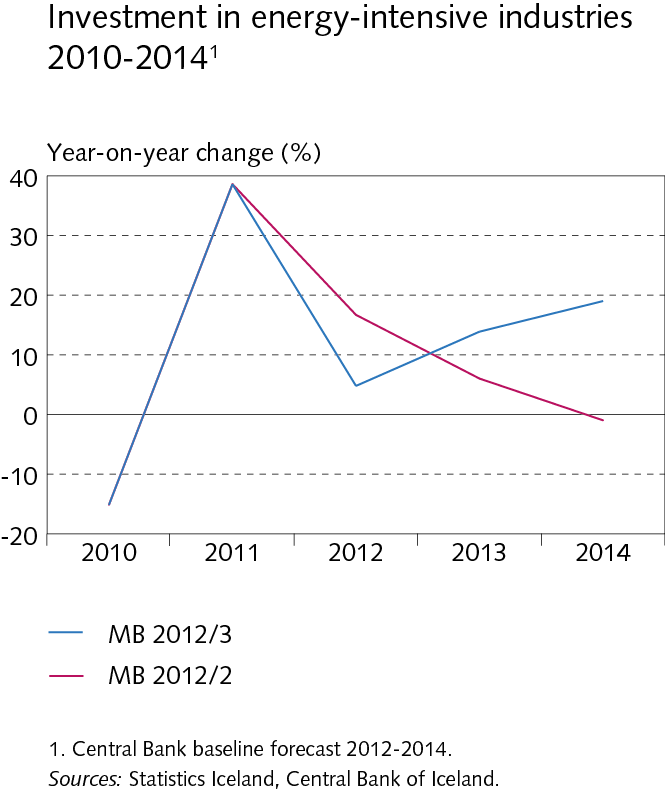 Investment in energy-intensive industries
2010-2014¹
Year-on-year change (%)
40
30
20
10
0
-10
-20
2010 2011 2012 2013 2014
MB 2012/3
MB 2012/2
1. Central Bank baseline forecast 2012-2014.
Sources: Statistics Iceland, Central Bank of Iceland.